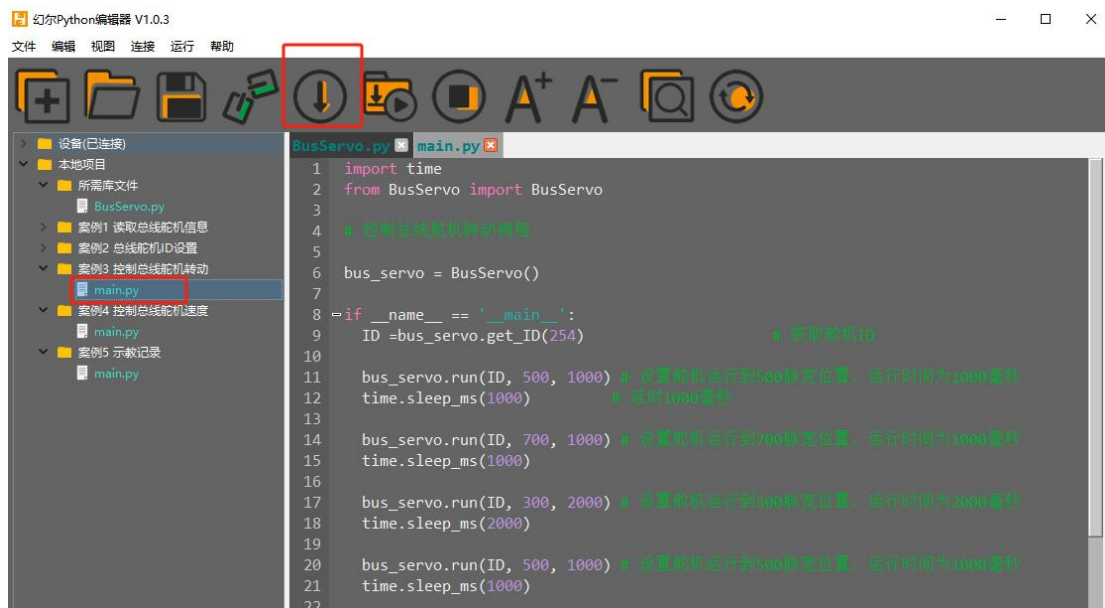 幻尔Python编辑器 V1.0.3
文件 编辑 视图 连接 运行 帮助
设备(已连接)
本地项目
所需库文件
BusServo.py
案例1 读取总线舵机信息
案例2 总线舵机ID设置
案例3 控制总线舵机转动
main.py
案例4 控制总线舵机速度
main.py
案例5 示教记录
main.py
BusServo.py main.py
1 import time
2 from BusServo import BusServo
3
4 # 控制总线舵机转动例程
5
6 bus_servo = BusServo()
7
8 if __name__ == '__main__':
9 ID =bus_servo.get_ID(254) # 获取舵机ID
10
11 bus_servo.run(ID, 500, 1000) # 设置舵机运行到500脉宽位置，运行时间为1000毫秒
12 time.sleep_ms(1000) # 延时1000毫秒
13
14 bus_servo.run(ID, 700, 1000) # 设置舵机运行到700脉宽位置，运行时间为1000毫秒
15 time.sleep_ms(1000)
16
17 bus_servo.run(ID, 300, 2000) # 设置舵机运行到300脉宽位置，运行时间为2000毫秒
18 time.sleep_ms(2000)
19
20 bus_servo.run(ID, 500, 1000) # 设置舵机运行到500脉宽位置，运行时间为1000毫秒
21 time.sleep_ms(1000)
22